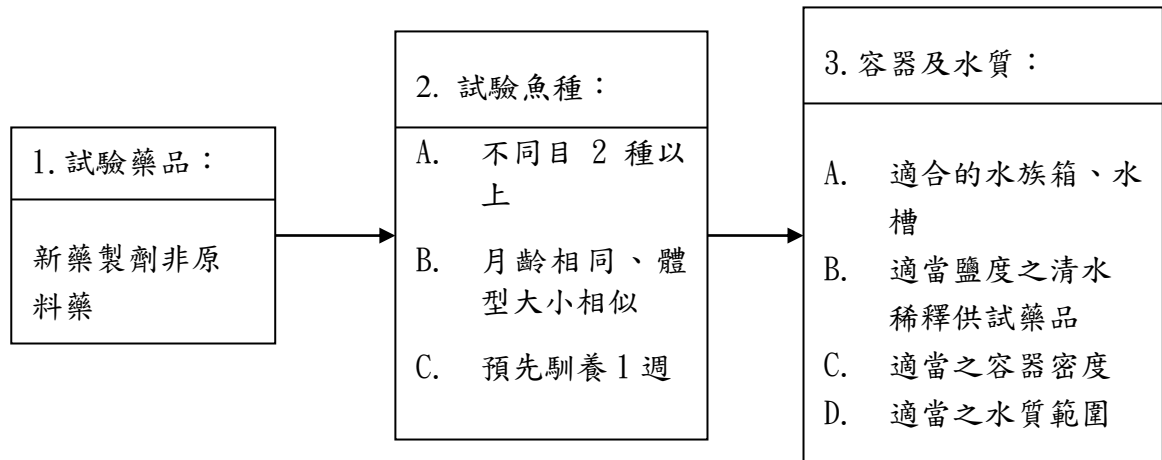 1.試驗藥品：
新藥製劑非原
料藥
2. 試驗魚種：
A. 不同目 2 種以
上
B. 月齡相同、體
型大小相似
C. 預先馴養1週
3.容器及水質：
A. 適合的水族箱、水
槽
B. 適當鹽度之清水
稀釋供試藥品
C. 適當之容器密度
D. 適當之水質範圍